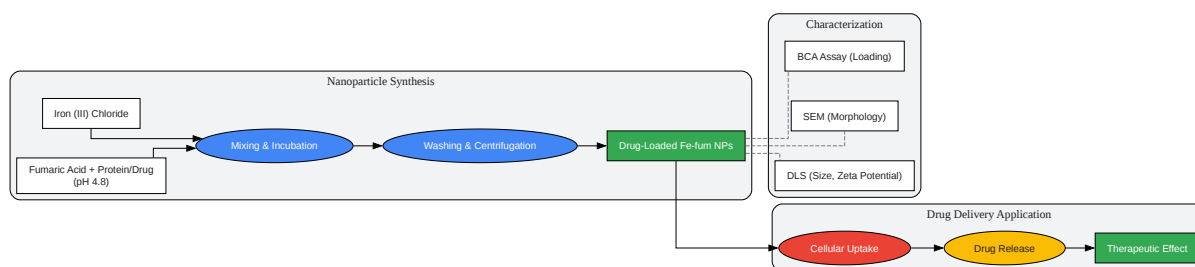 Nanoparticle Synthesis
Iron (III) Chloride
Fumaric Acid + Protein/Drug
(pH 4.8)
Mixing & Incubation
Washing & Centrifugation
Drug-Loaded Fe-fum NPs
Characterization
BCA Assay (Loading)
SEM (Morphology)
DLS (Size, Zeta Potential)
Drug Delivery Application
Cellular Uptake
Drug Release
Therapeutic Effect